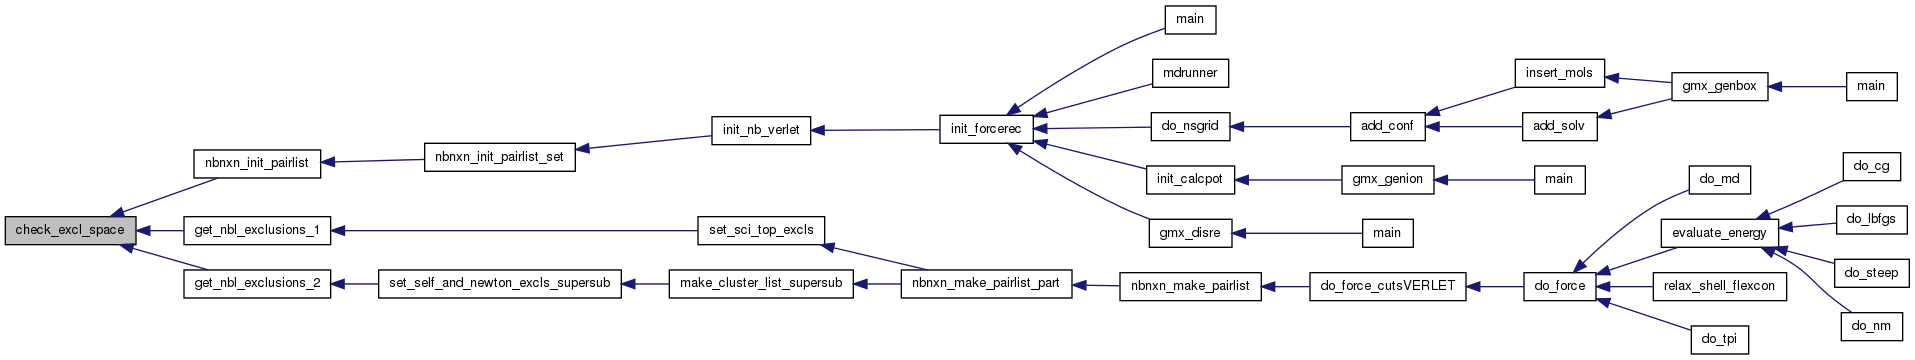 check_excl_space
nbnxn_init_pairlist
nbnxn_init_pairlist_set
init_nb_verlet
init_forcerec
main
mdrunner
do_nsgrid
add_conf
insert_mols
gmx_genbox
main
add_solv
init_calcpot
gmx_genion
main
gmx_disre
main
get_nbl_exclusions_1
set_sci_top_excls
nbnxn_make_pairlist_part
nbnxn_make_pairlist
do_force_cutsVERLET
do_force
do_md
evaluate_energy
do_cg
do_lbfgs
do_steep
do_nm
relax_shell_flexcon
do_tpi
get_nbl_exclusions_2
set_self_and_newton_excls_supersub
make_cluster_list_supersub